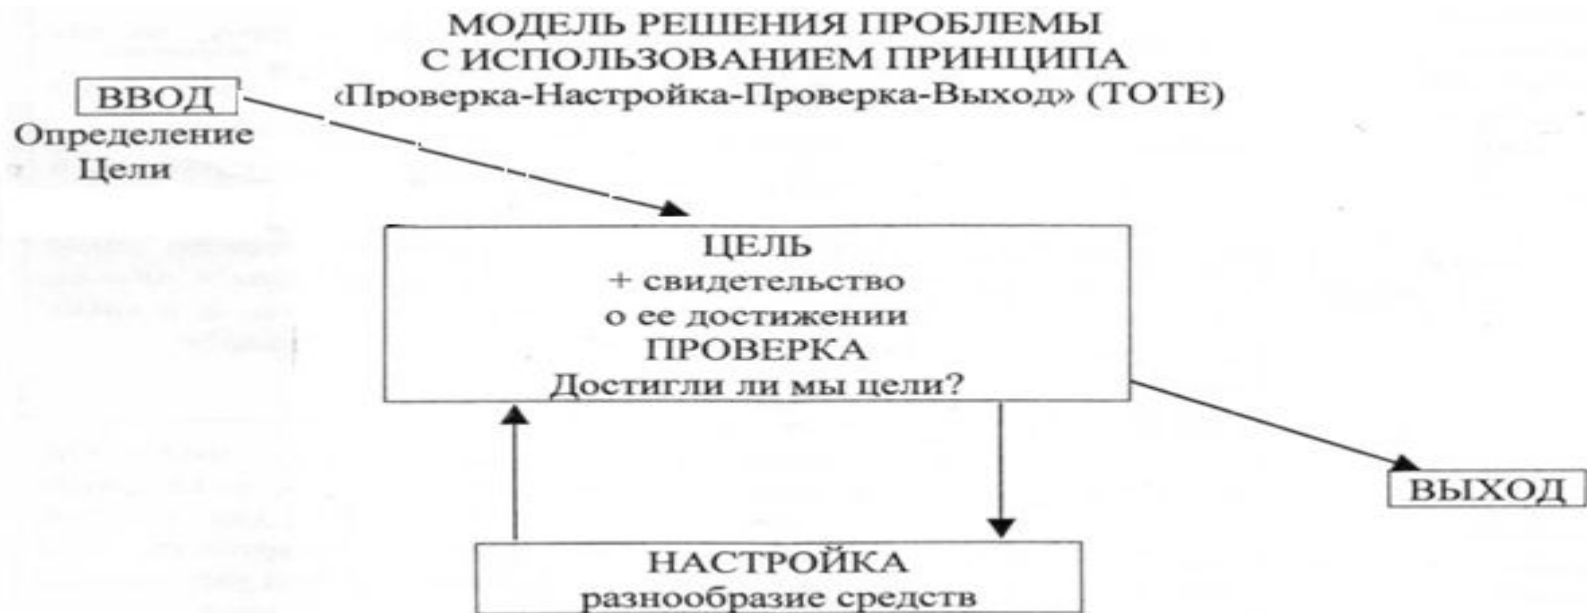 МОДЕЛЬ РЕШЕНИЯ ПРОБЛЕМЫ
С ИСПОЛЬЗОВАНИЕМ ПРИНЦИПА
«Проверка-Настройка-Проверка-Выход» (ТОТЕ)
ВВОД
Определение
Цели
ЦЕЛЬ
+ свидетельство
о ее достижении
ПРОВЕРКА
Достигли ли мы цели?
ВЫХОД
НАСТРОЙКА
разнообразие средств